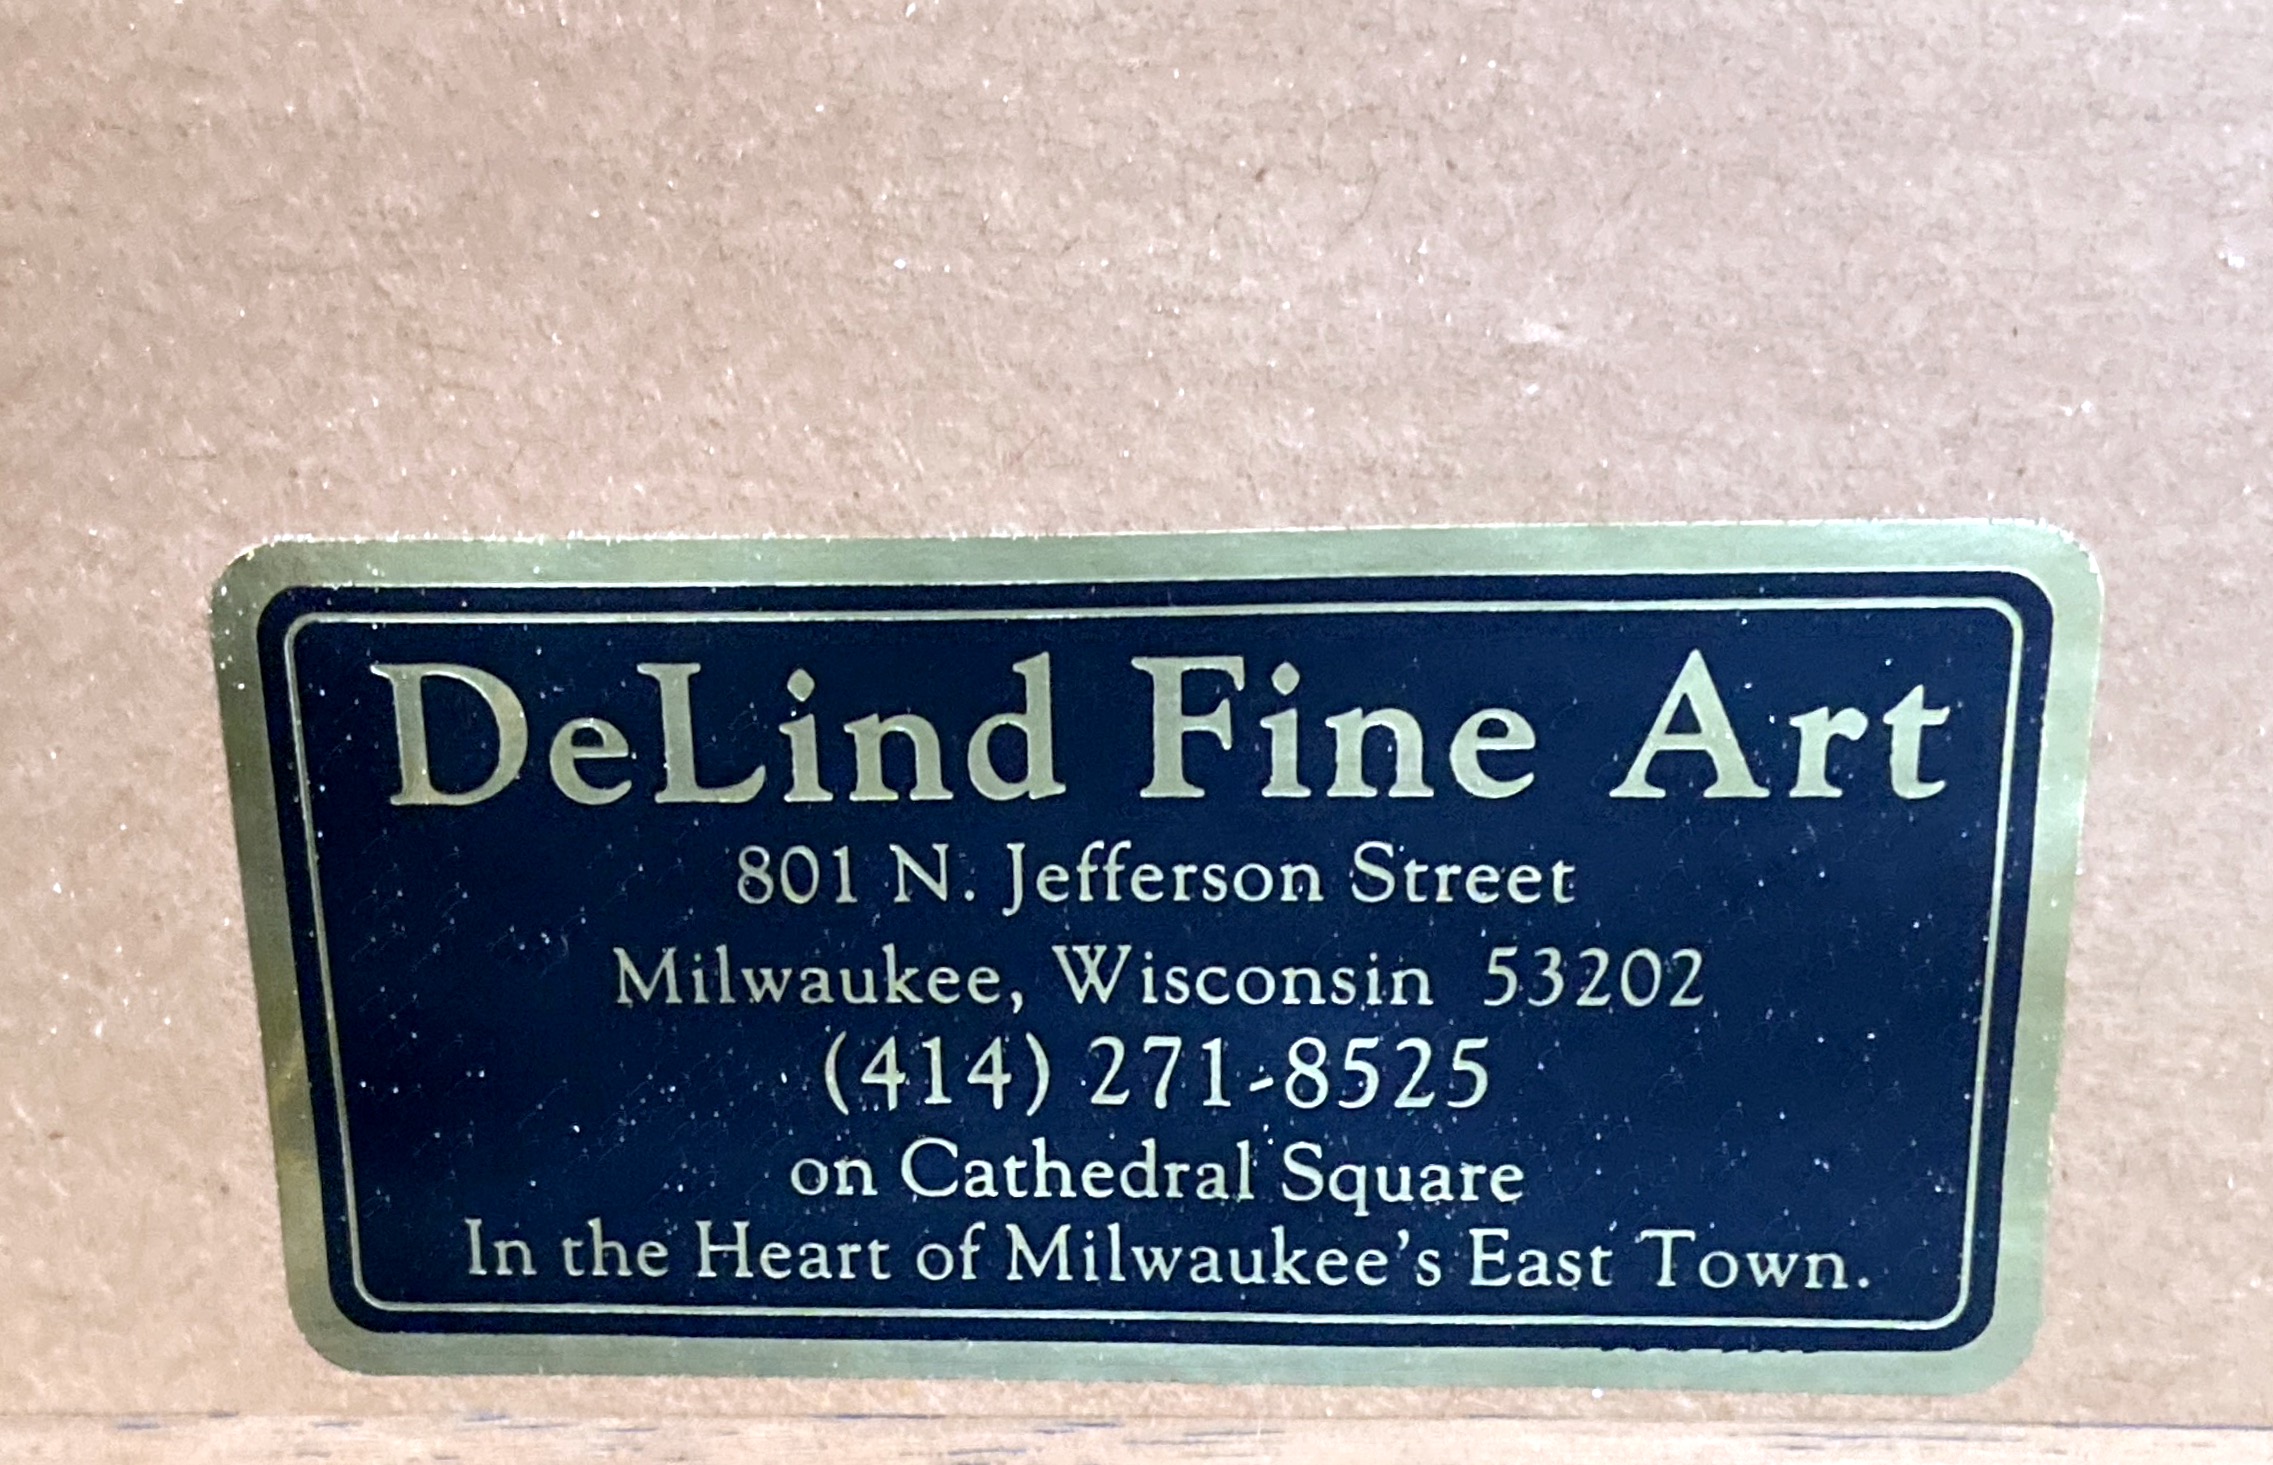 DeLind Fine Art
801 N. Jefferson Street
Milwaukee, Wisconsin 53202
(414) 271-8525
on Cathedral Square
In the Heart of Milwaukee's East Town.